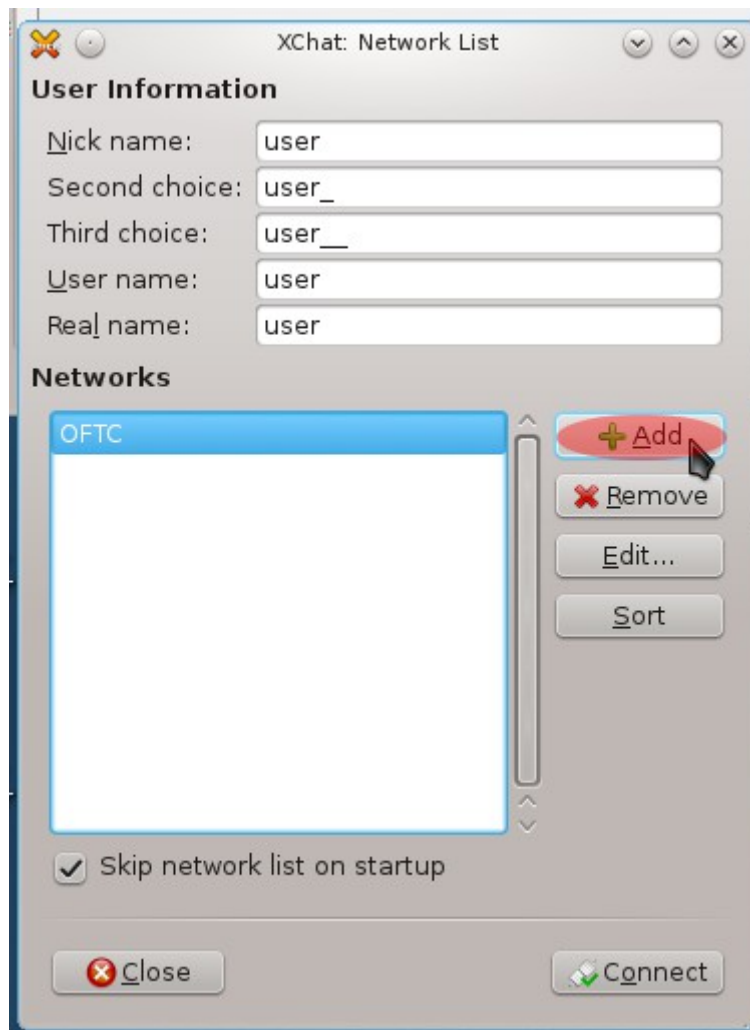 XChat: Network List
User Information
Nick name: user
Second choice: user_
Third choice: user__
User name: user
Real name: user
Networks
OFTC
Add
Remove
Edit...
Sort
Skip network list on startup
Close
Connect